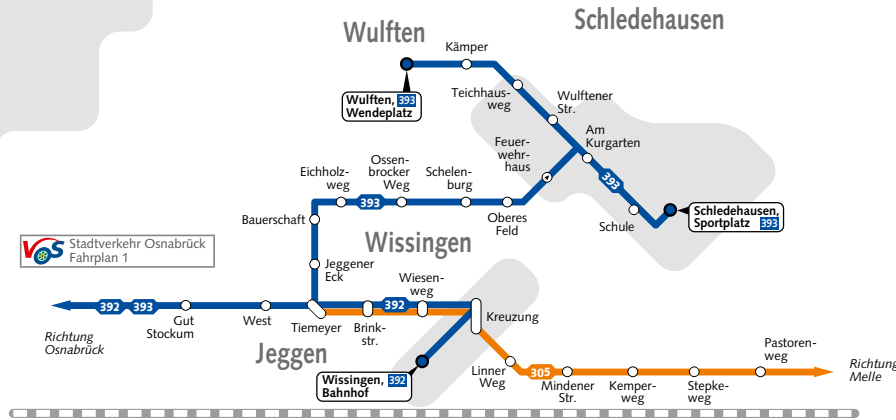 Wulften
Schledehausen
Kämper
Wulften, 393
Wendeplatz
Teichhaus-
weg
Wulftener
Str.
Am
Kurgarten
Feuer-
wehr-
haus
393
Eichholz-
weg
Ossen-
brocker
Weg
Schelen-
burg
393
Oberes
Feld
Schule
Schledehausen,
Sportplatz 393
Bauerschaft
VOS Stadtverkehr Osnabrück
Fahrplan 1
Wissingen
Jeggener
Eck
Wiesen-
weg
392
392 393
Richtung
Osnabrück
Gut
Stockum
West
Tiemeyer
Brink-
str.
Kreuzung
Jeggen
Wissingen, 392
Bahnhof
Linner
Weg
305
Mindener
Str.
Kemper-
weg
Stepke-
weg
Pastoren-
weg
Richtung
Melle